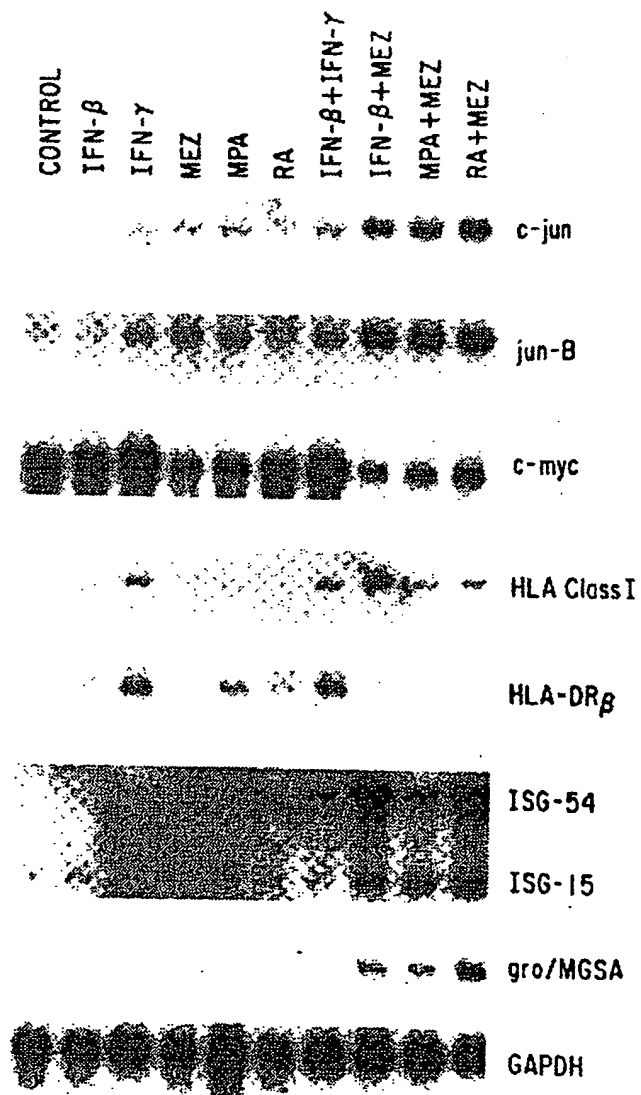 CONTROL
IFN-β
IFN-γ
MEZ
MPA
RA
IFN-β+IFN-γ
IFN-β+MEZ
MPA+MEZ
RA+MEZ
c-jun
jun-B
c-myc
HLA Class I
HLA-DRβ
ISG-54
ISG-15
gro/MGSA
GAPDH